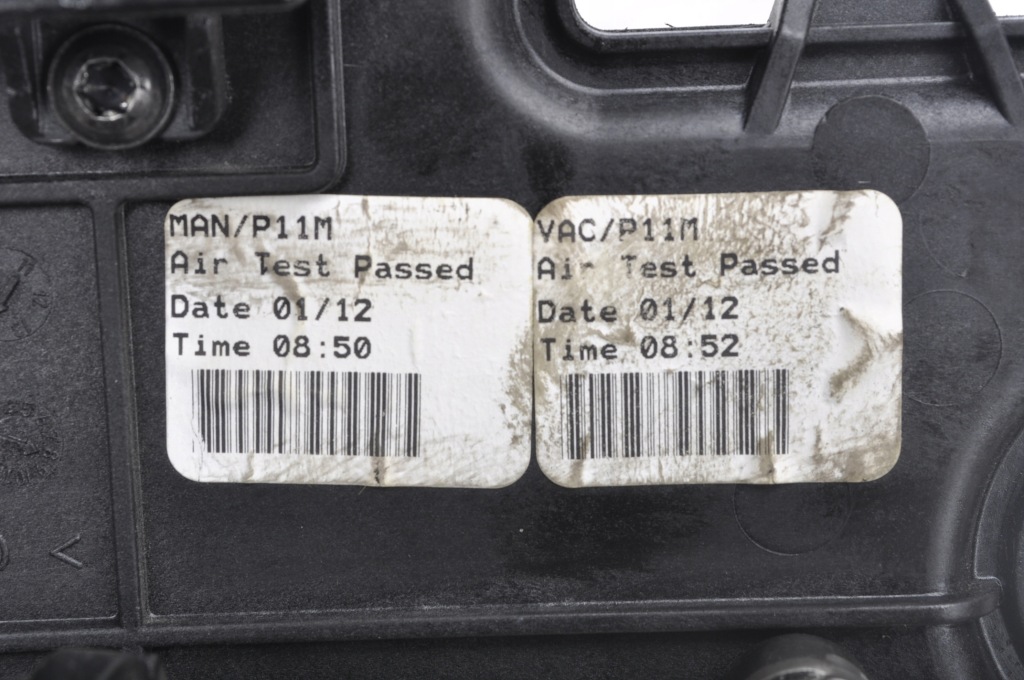 MAN/P11M
Air Test Passed
Date 01/12
Time 08:50
VAC/P11M
Air Test Passed
Date 01/12
Time 08:52